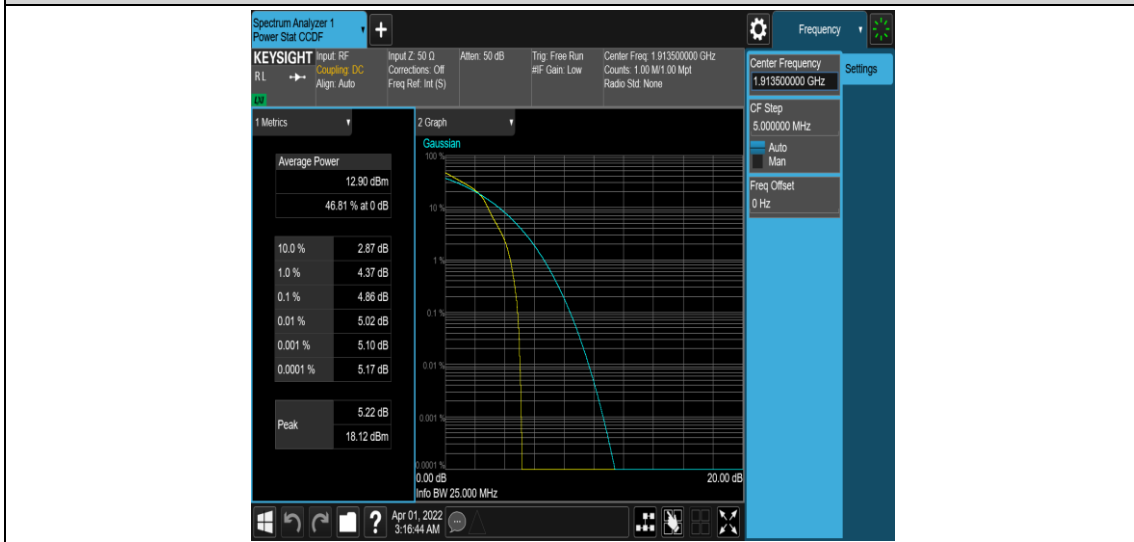 Spectrum Analyzer 1
Power Stat CCDF
+
Frequency
KEYSIGHT
RL
LXI
Input: RF
Coupling: DC
Align: Auto
Input Z: 50 Ω
Corrections: Off
Freq Ref: Int (S)
Atten: 50 dB
Trig: Free Run
#IF Gain: Low
Center Freq: 1.913500000 GHz
Counts: 1.00 M/1.00 Mpt
Radio Std: None
Center Frequency
1.913500000 GHz
Settings
CF Step
5.000000 MHz
Auto
Man
Freq Offset
0 Hz
1 Metrics
Average Power
12.90 dBm
46.81 % at 0 dB
10.0 % 2.87 dB
1.0 % 4.37 dB
0.1 % 4.86 dB
0.01 % 5.02 dB
0.001 % 5.10 dB
0.0001 % 5.17 dB
Peak
5.22 dB
18.12 dBm
2 Graph
Gaussian
100 %
10 %
1 %
0.1 %
0.01 %
0.001 %
0.0001 %
0.00 dB 20.00 dB
Info BW 25.000 MHz
?
Apr 01, 2022
3:16:44 AM